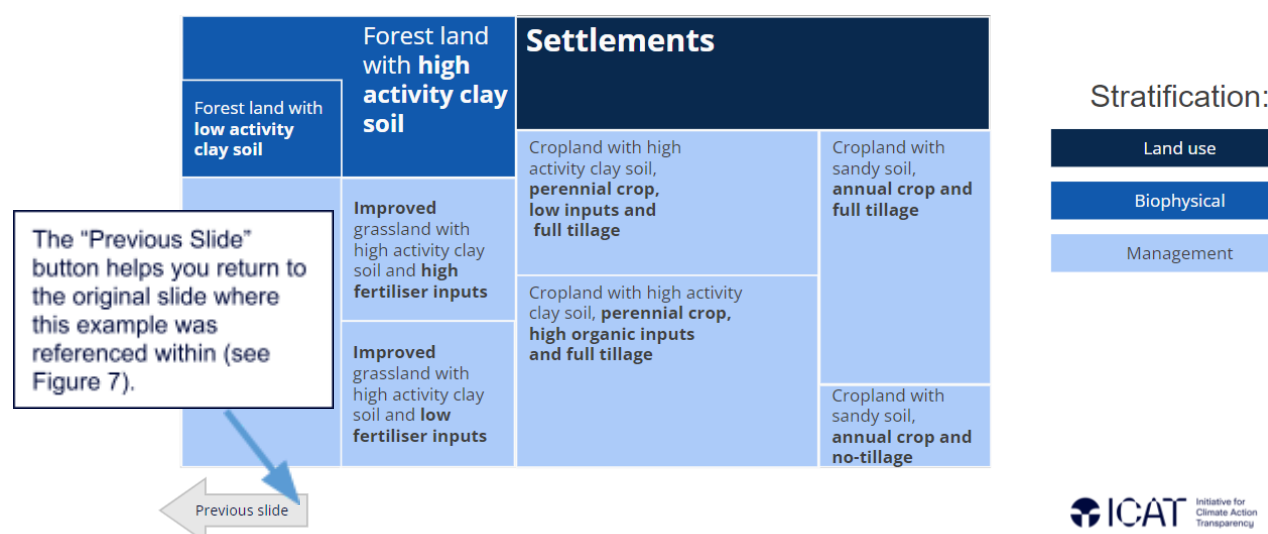 Forest land
with high
activity clay
soil
Settlements
Stratification:
Forest land with
low activity
clay soil
Cropland with high
activity clay soil,
perennial crop,
low inputs and
full tillage
Cropland with
sandy soil,
annual crop and
full tillage
Land use
Biophysical
Management
The “Previous Slide”
button helps you return to
the original slide where
this example was
referenced within (see
Figure 7).
Improved
grassland with
high activity clay
soil and high
fertiliser inputs
Cropland with high activity
clay soil, perennial crop,
high organic inputs
and full tillage
Improved
grassland with
high activity clay
soil and low
fertiliser inputs
Cropland with
sandy soil,
annual crop and
no-tillage
Previous slide
ICAT
Initiative for
Climate Action
Transparency